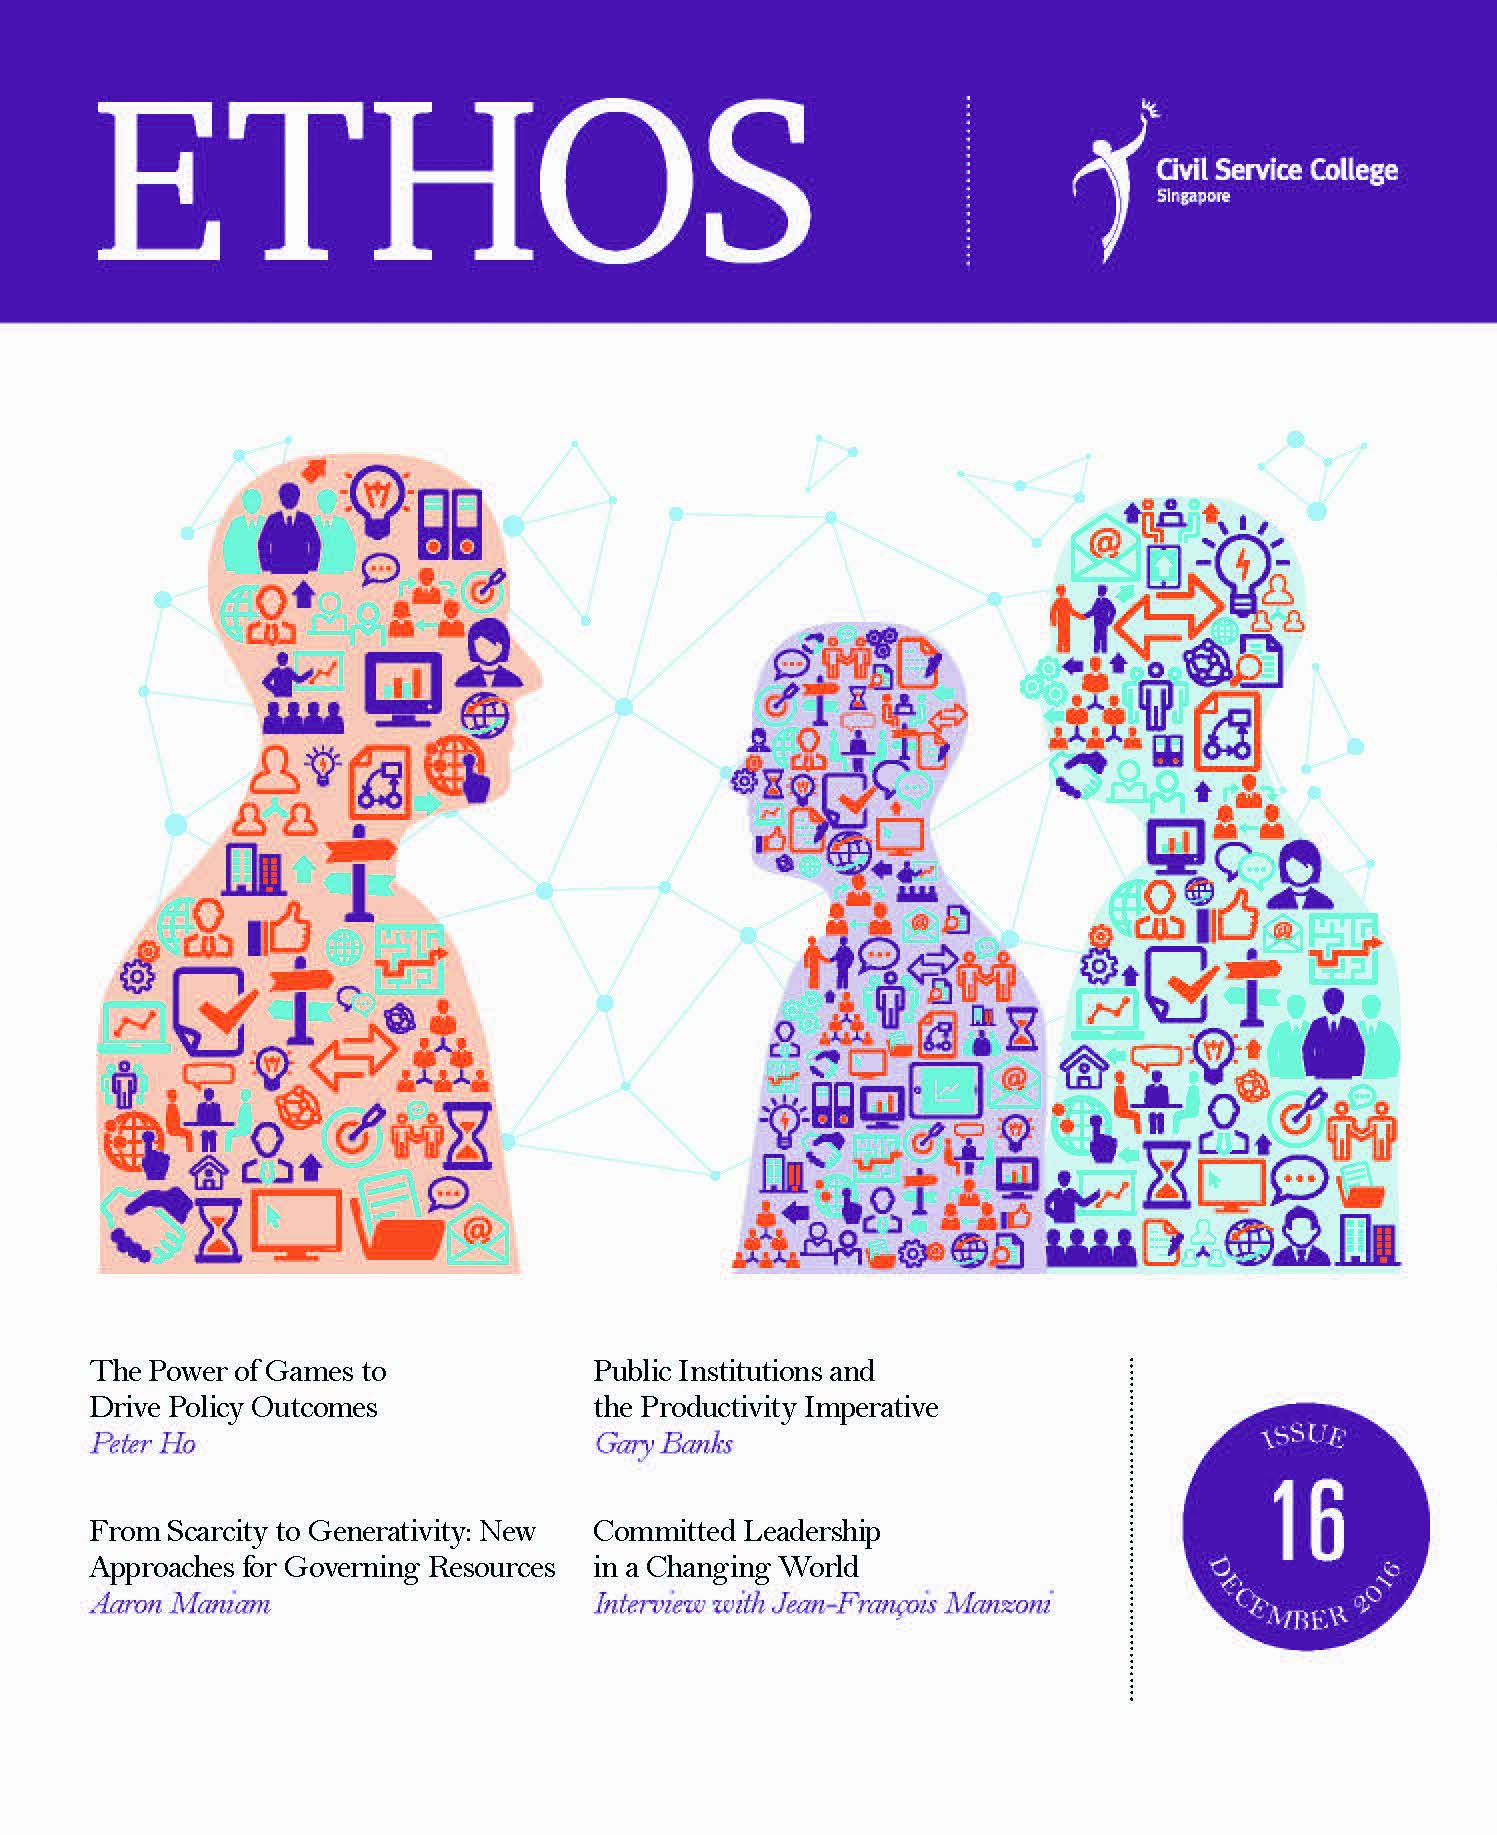 ETHOS
Civil Service College
Singapore
The Power of Games to
Drive Policy Outcomes
Peter Ho
From Scarcity to Generativity: New
Approaches for Governing Resources
Aaron Maniam
Public Institutions and
the Productivity Imperative
Gary Banks
Committed Leadership
in a Changing World
Interview with Jean-François Manzoni
ISSUE
16
DECEMBER 2016